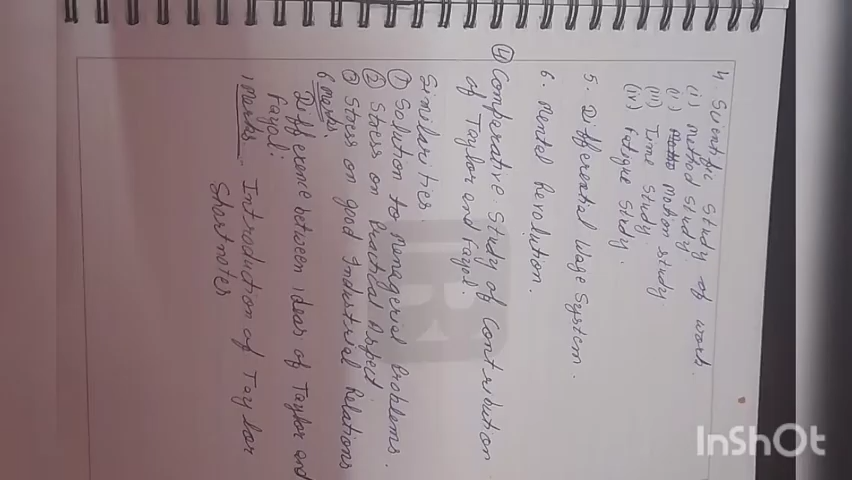 4. Scientific Study of work.
(i) Method Study.
(ii) Motion study
(iii) Time Study.
(iv) Fatigue Study.
5. Differential Wage System.
6. Mental Revolution.
④ Comparative Study of Contribution
of Taylor and Fayol.
Similarities.
① Solution to Managerial Problems.
② Stress on Practical Aspect.
③ Stress on good Industrial Relations
6 Marks.
Difference between ideas of Taylor and
Fayol:
1 Marks Introduction of Taylor
Short notes
InShOt